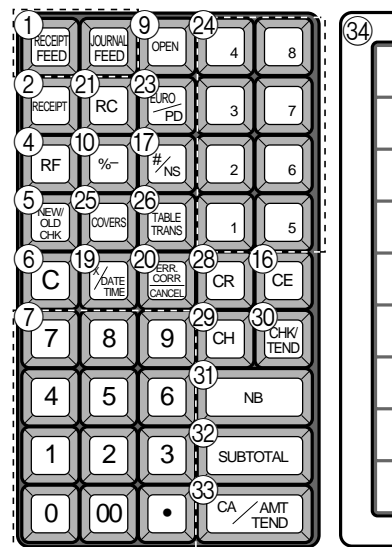 1 9 24 34
RECEIPT FEED JOURNAL FEED OPEN 4 8
2 21 23
RECEIPT RC EURO/PD 3 7
4 10 17
RF %− #/NS 2 6
5 25 26
NEW/OLD CHK COVERS TABLE TRANS 1 5
6 19 20 28 16
C X/DATE TIME ERR. CORR CANCEL CR CE
7 29 30
7 8 9 CH CHK/TEND
31
4 5 6 NB
32
1 2 3 SUBTOTAL
33
0 00 • CA/AMT TEND